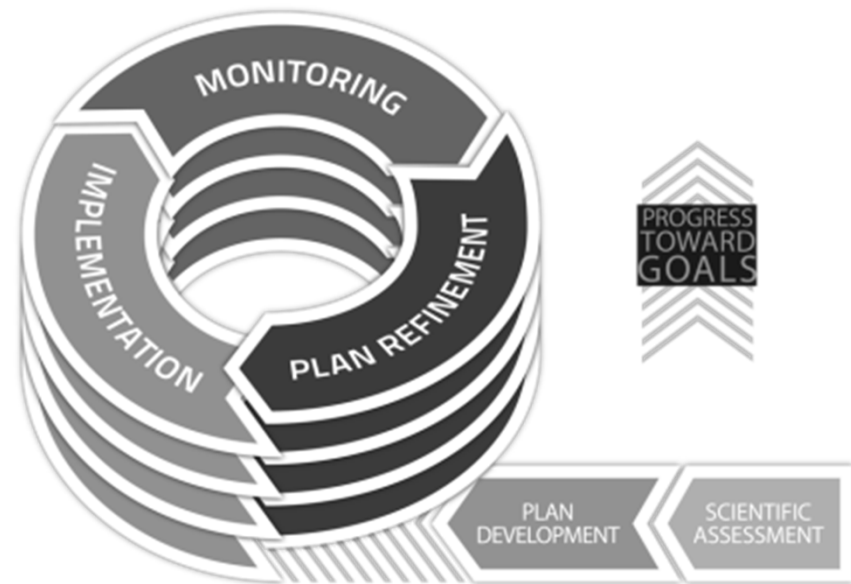 MONITORING
IMPLEMENTATION
PLAN REFINEMENT
PROGRESS
TOWARD
GOALS
PLAN
DEVELOPMENT
SCIENTIFIC
ASSESSMENT